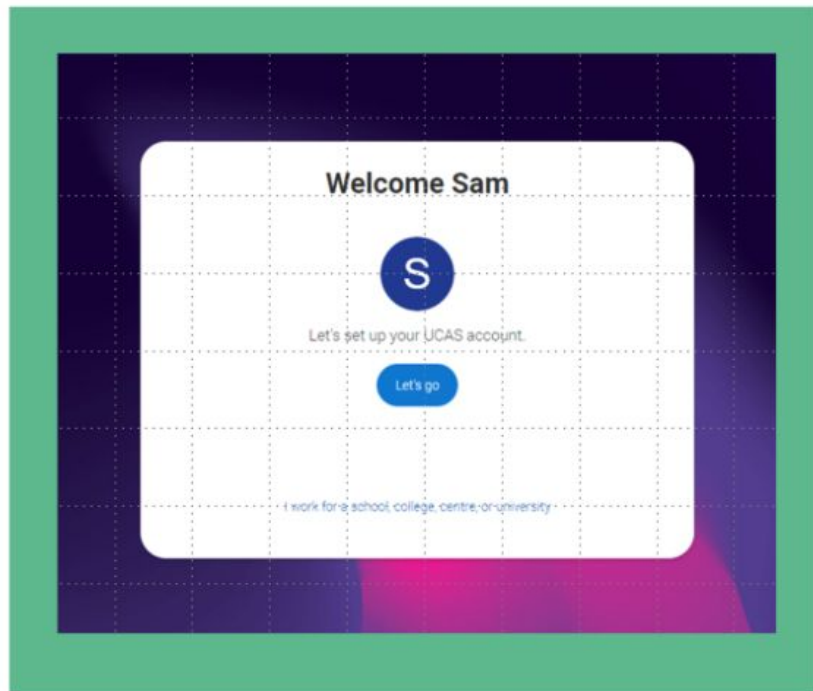 Welcome Sam
S
Let's set up your UCAS account.
Let's go
I work for a school, college, centre, or university